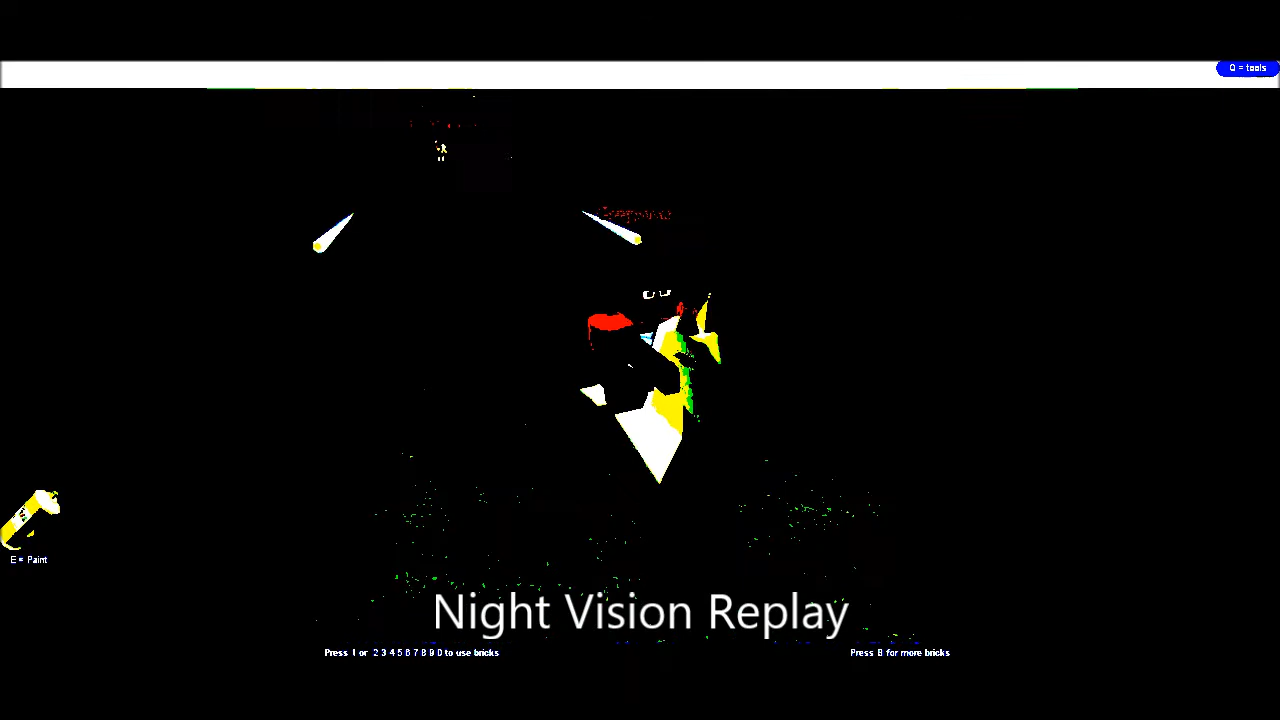 Q = tools
E = Paint
Night Vision Replay
Press 1 or 2 3 4 5 6 7 8 9 0 to use bricks
Press B for more bricks